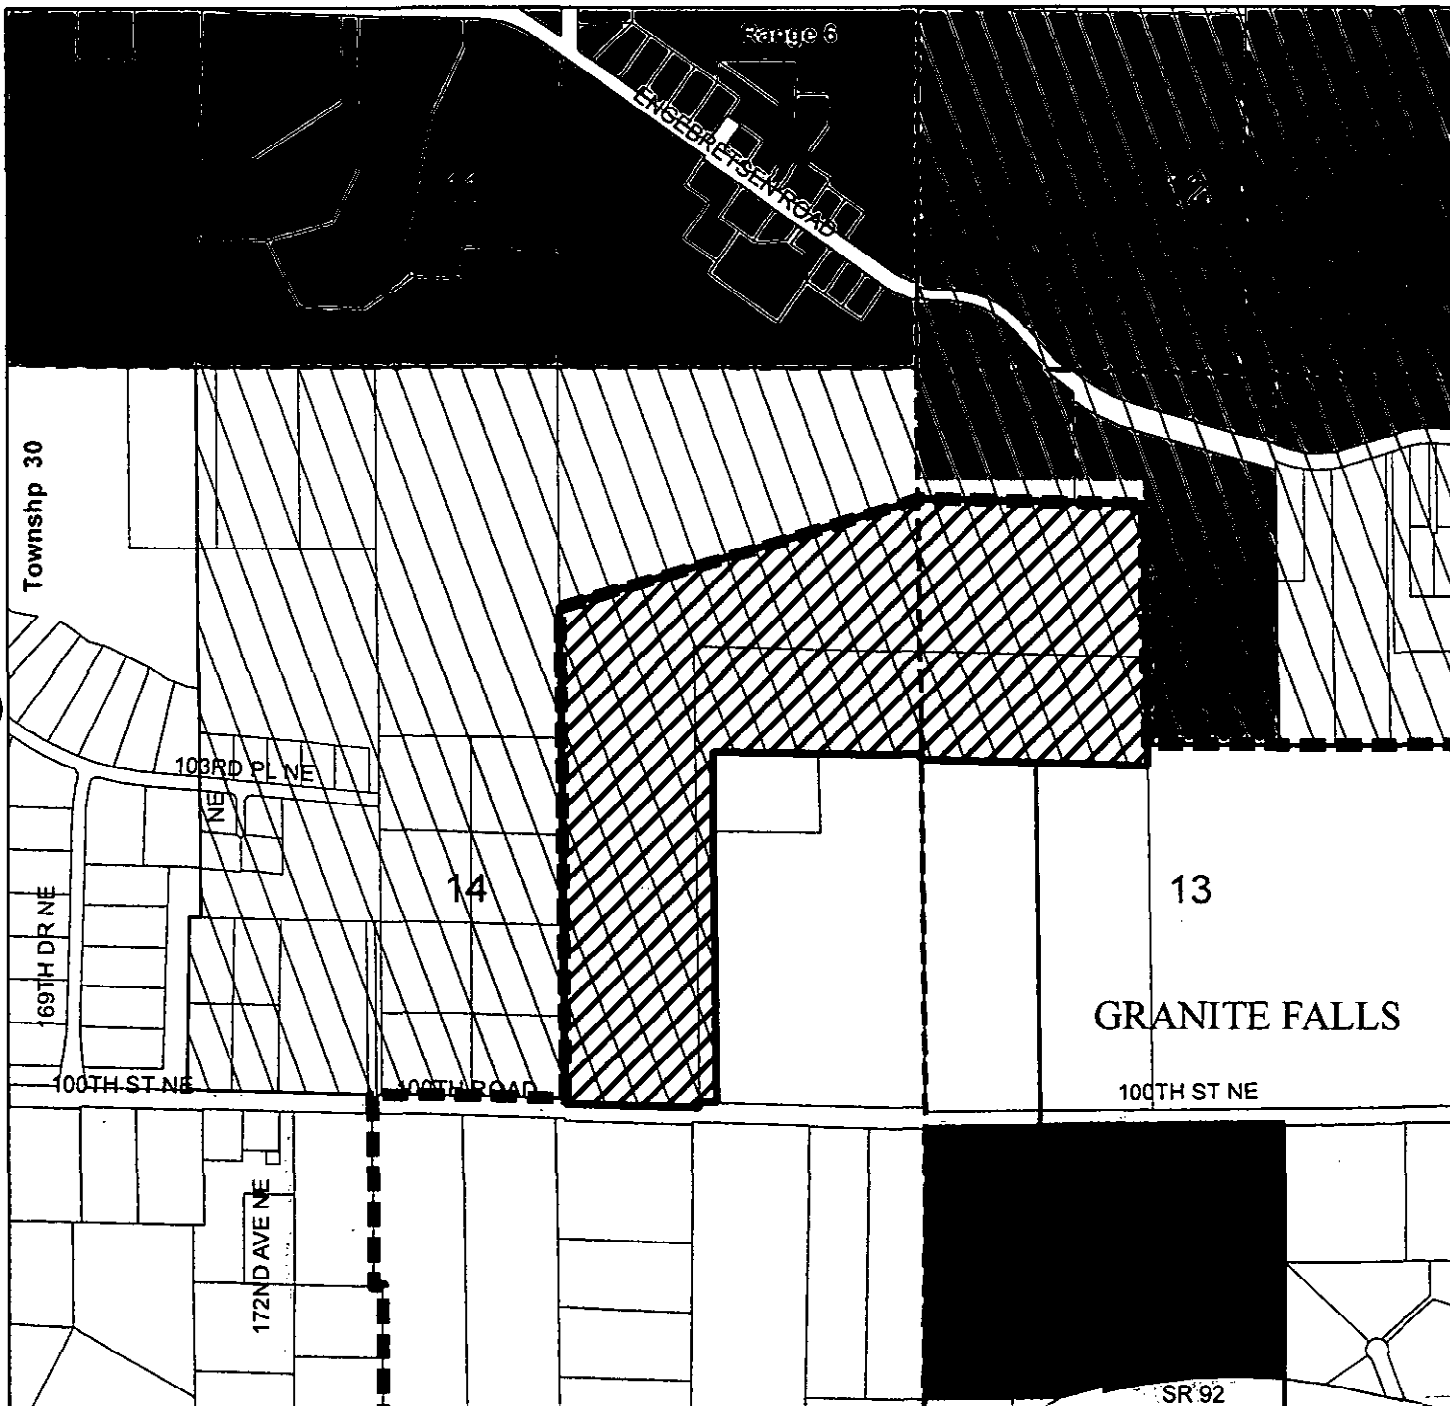 Range 6
ENGEBRETSEN ROAD
Townshp 30
103RD PL NE
NE
14
13
169TH DR NE
GRANITE FALLS
100TH ST NE
100TH ROAD
100TH ST NE
172ND AVE NE
SR 92